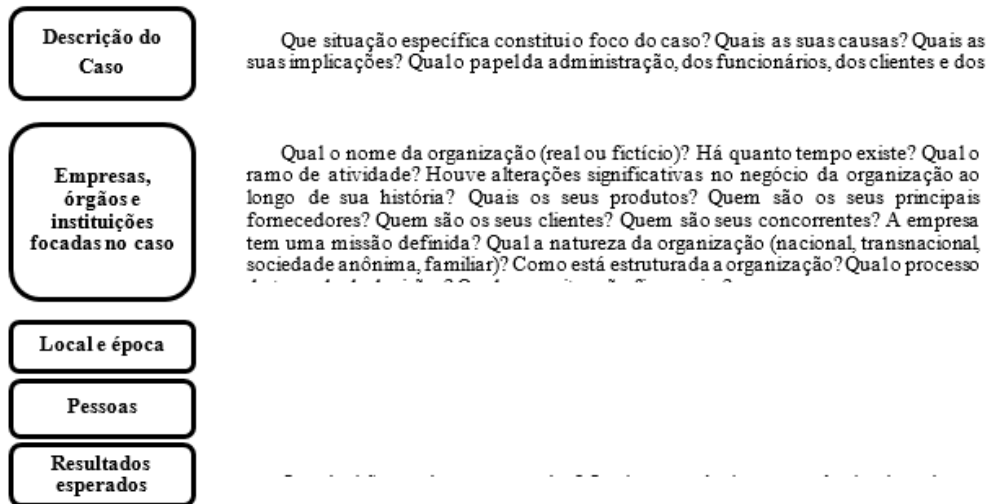 Descrição do
Caso
Que situação específica constitui o foco do caso? Quais as suas causas? Quais as
suas implicações? Qual o papel da administração, dos funcionários, dos clientes e dos
Empresas,
órgãos e
instituições
focadas no caso
Qual o nome da organização (real ou fictício)? Há quanto tempo existe? Qual o
ramo de atividade? Houve alterações significativas no negócio da organização ao
longo de sua história? Quais os seus produtos? Quem são os seus principais
fornecedores? Quem são os seus clientes? Quem são seus concorrentes? A empresa
tem uma missão definida? Qual a natureza da organização (nacional, transnacional,
sociedade anônima, familiar)? Como está estruturada a organização? Qual o processo
Local e época
Pessoas
Resultados
esperados